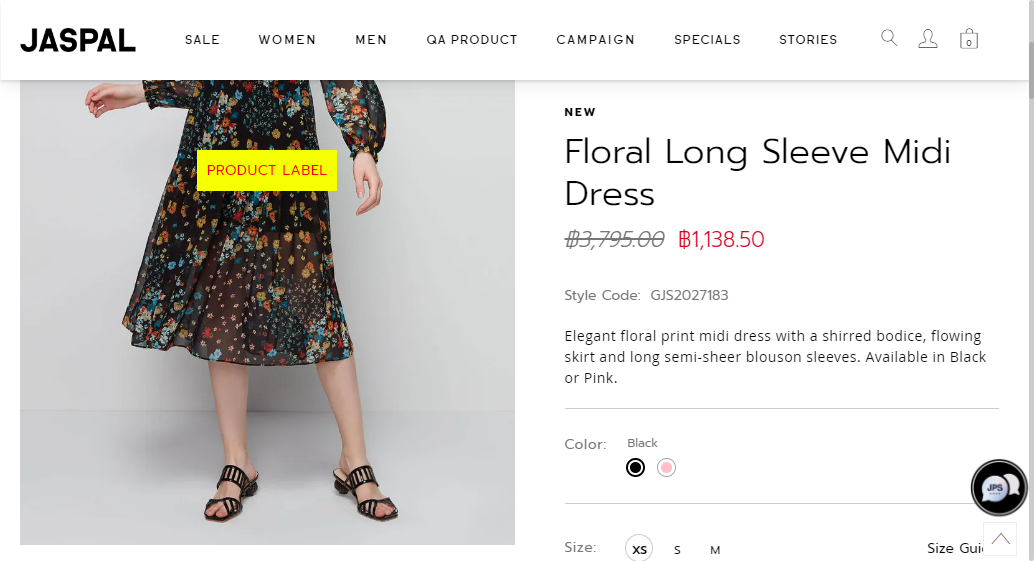 JASPAL
SALE
WOMEN
MEN
QA PRODUCT
CAMPAIGN
SPECIALS
STORIES
0
PRODUCT LABEL
NEW
Floral Long Sleeve Midi
Dress
฿3,795.00 ฿1,138.50
Style Code: GJS2027183
Elegant floral print midi dress with a shirred bodice, flowing
skirt and long semi-sheer blouson sleeves. Available in Black
or Pink.
Color: Black
JPS
Size: XS S M
Size Gui